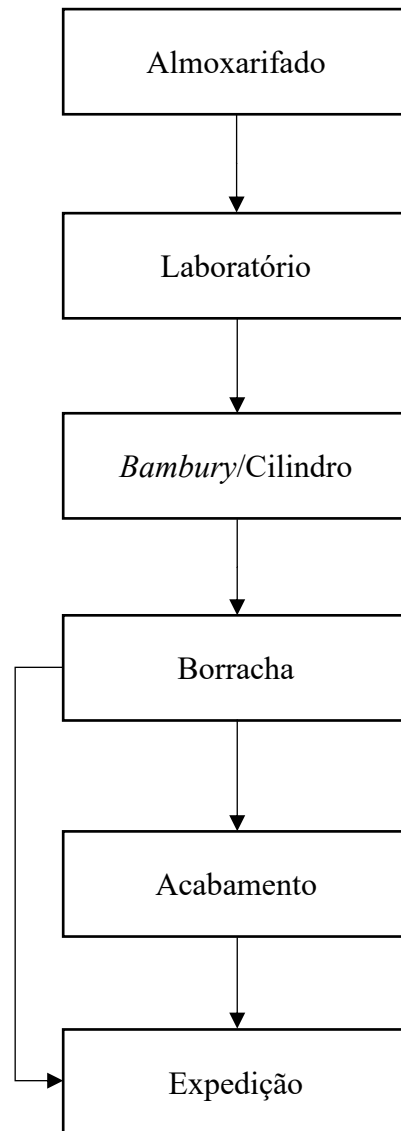 Almoxarifado
Laboratório
Bambury/Cilindro
Borracha
Acabamento
Expedição